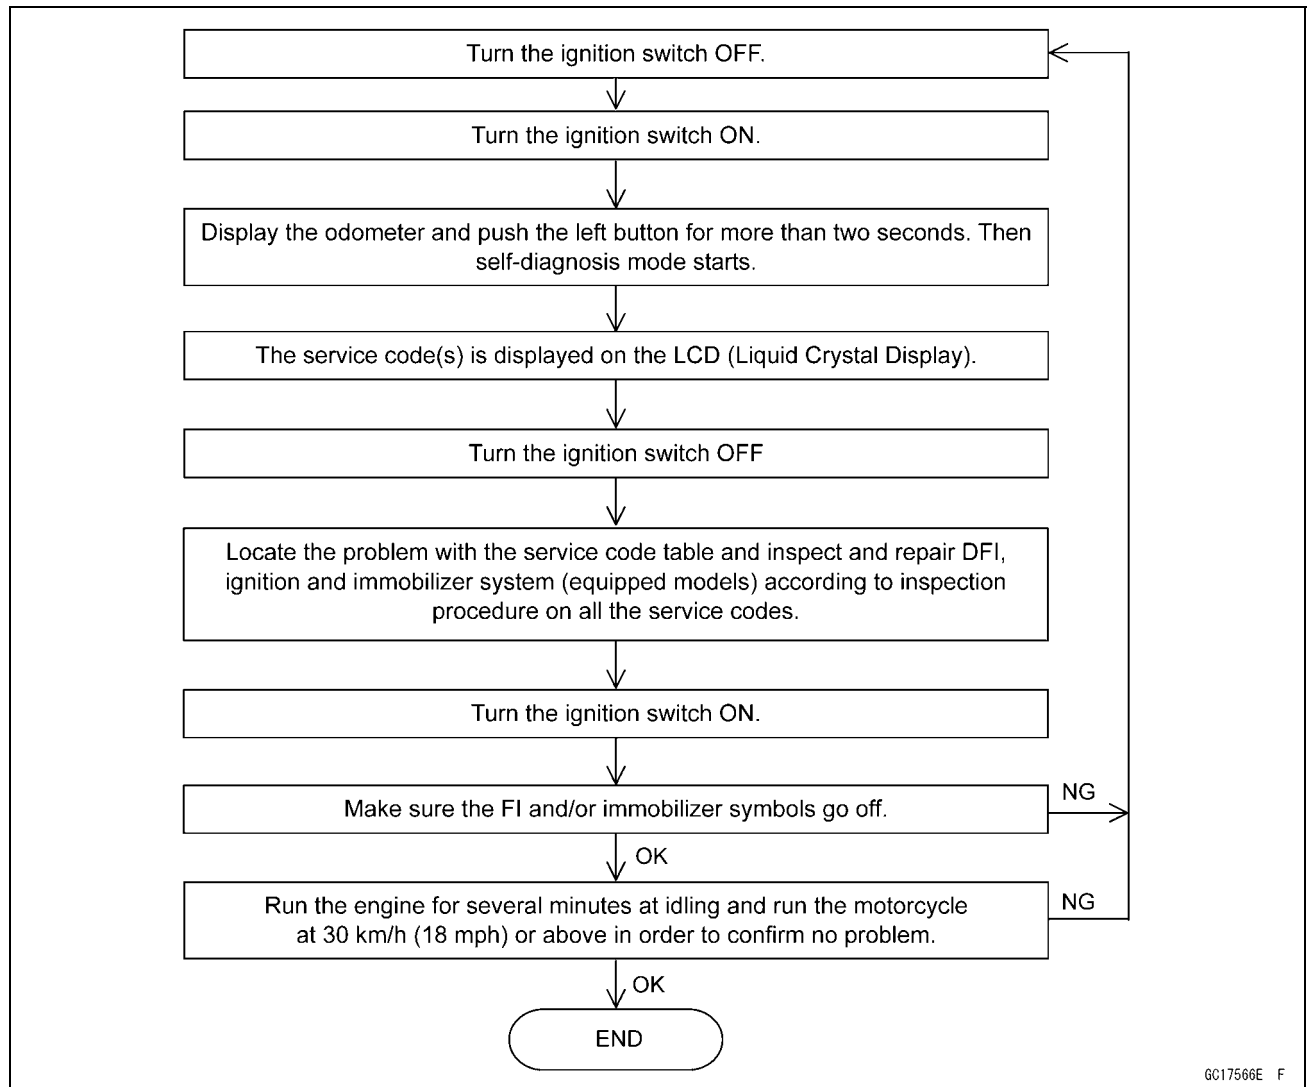 Turn the ignition switch OFF.
Turn the ignition switch ON.
Display the odometer and push the left button for more than two seconds. Then
self-diagnosis mode starts.
The service code(s) is displayed on the LCD (Liquid Crystal Display).
Turn the ignition switch OFF
Locate the problem with the service code table and inspect and repair DFI,
ignition and immobilizer system (equipped models) according to inspection
procedure on all the service codes.
Turn the ignition switch ON.
Make sure the FI and/or immobilizer symbols go off.
NG
OK
Run the engine for several minutes at idling and run the motorcycle
at 30 km/h (18 mph) or above in order to confirm no problem.
NG
OK
END
GC17566E F